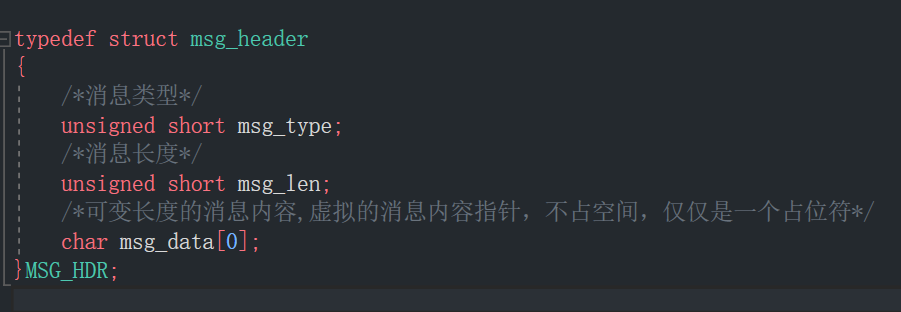 typedef struct msg_header
{
/*消息类型*/
unsigned short msg_type;
/*消息长度*/
unsigned short msg_len;
/*可变长度的消息内容,虚拟的消息内容指针，不占空间，仅仅是一个占位符*/
char msg_data[0];
}MSG_HDR;